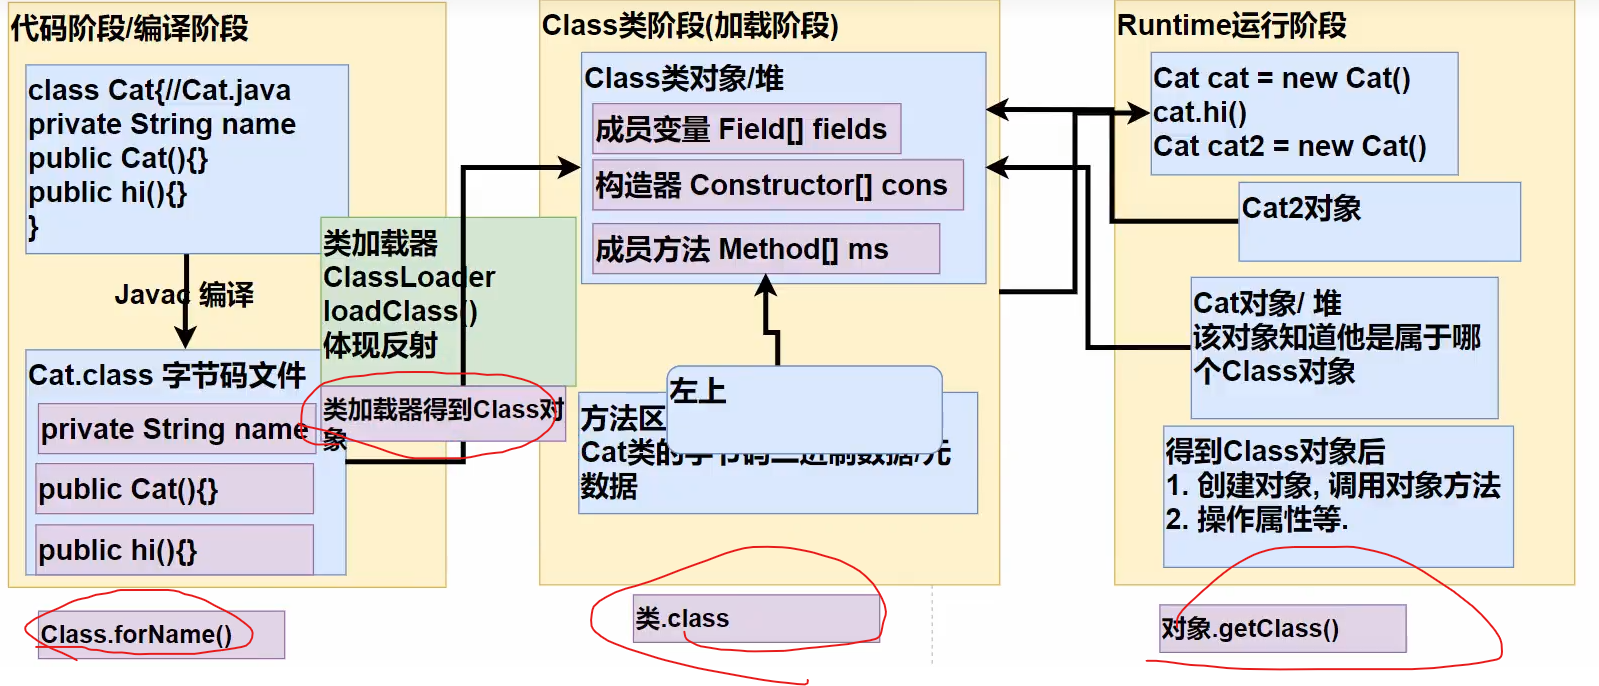 代码阶段/编译阶段
class Cat{//Cat.java
private String name
public Cat(){}
public hi(){}
}
Javac 编译
Cat.class 字节码文件
private String name
public Cat(){}
public hi(){}
Class.forName()
类加载器
ClassLoader
loadClass()
体现反射
类加载器得到Class对
象
Class类阶段(加载阶段)
Class类对象/堆
成员变量 Field[] fields
构造器 Constructor[] cons
成员方法 Method[] ms
左上
方法区
Cat类的字节码二进制数据/元
数据
类.class
Runtime运行阶段
Cat cat = new Cat()
cat.hi()
Cat cat2 = new Cat()
Cat2对象
Cat对象/ 堆
该对象知道他是属于哪
个Class对象
得到Class对象后
1. 创建对象, 调用对象方法
2. 操作属性等.
对象.getClass()